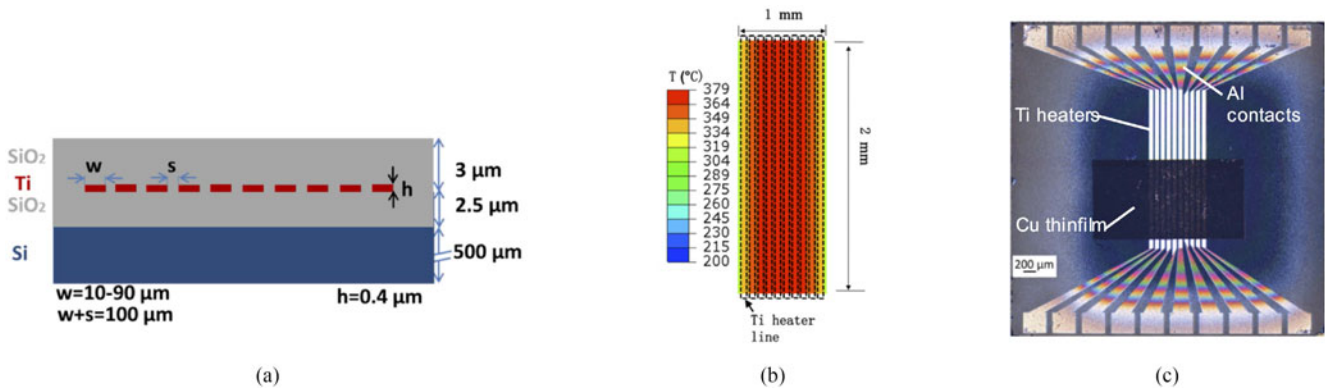 SiO₂
Ti
SiO₂
Si
w
s
h
3 μm
2.5 μm
500 μm
w=10-90 μm
w+s=100 μm
h=0.4 μm
(a)
1 mm
T (°C)
379
364
349
334
319
304
289
275
260
245
230
215
200
2 mm
Ti heater
line
(b)
Ti heaters
Al
contacts
Cu thinfilm
200 μm
(c)